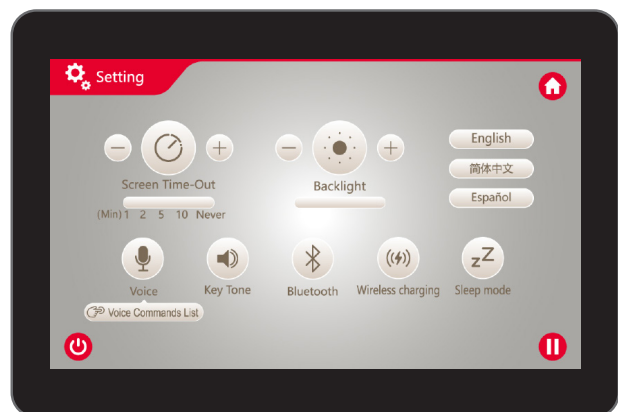 Setting
English
简体中文
Español
Screen Time-Out
(Min) 1 2 5 10 Never
Backlight
Voice
Key Tone
Bluetooth
Wireless charging
Sleep mode
Voice Commands List